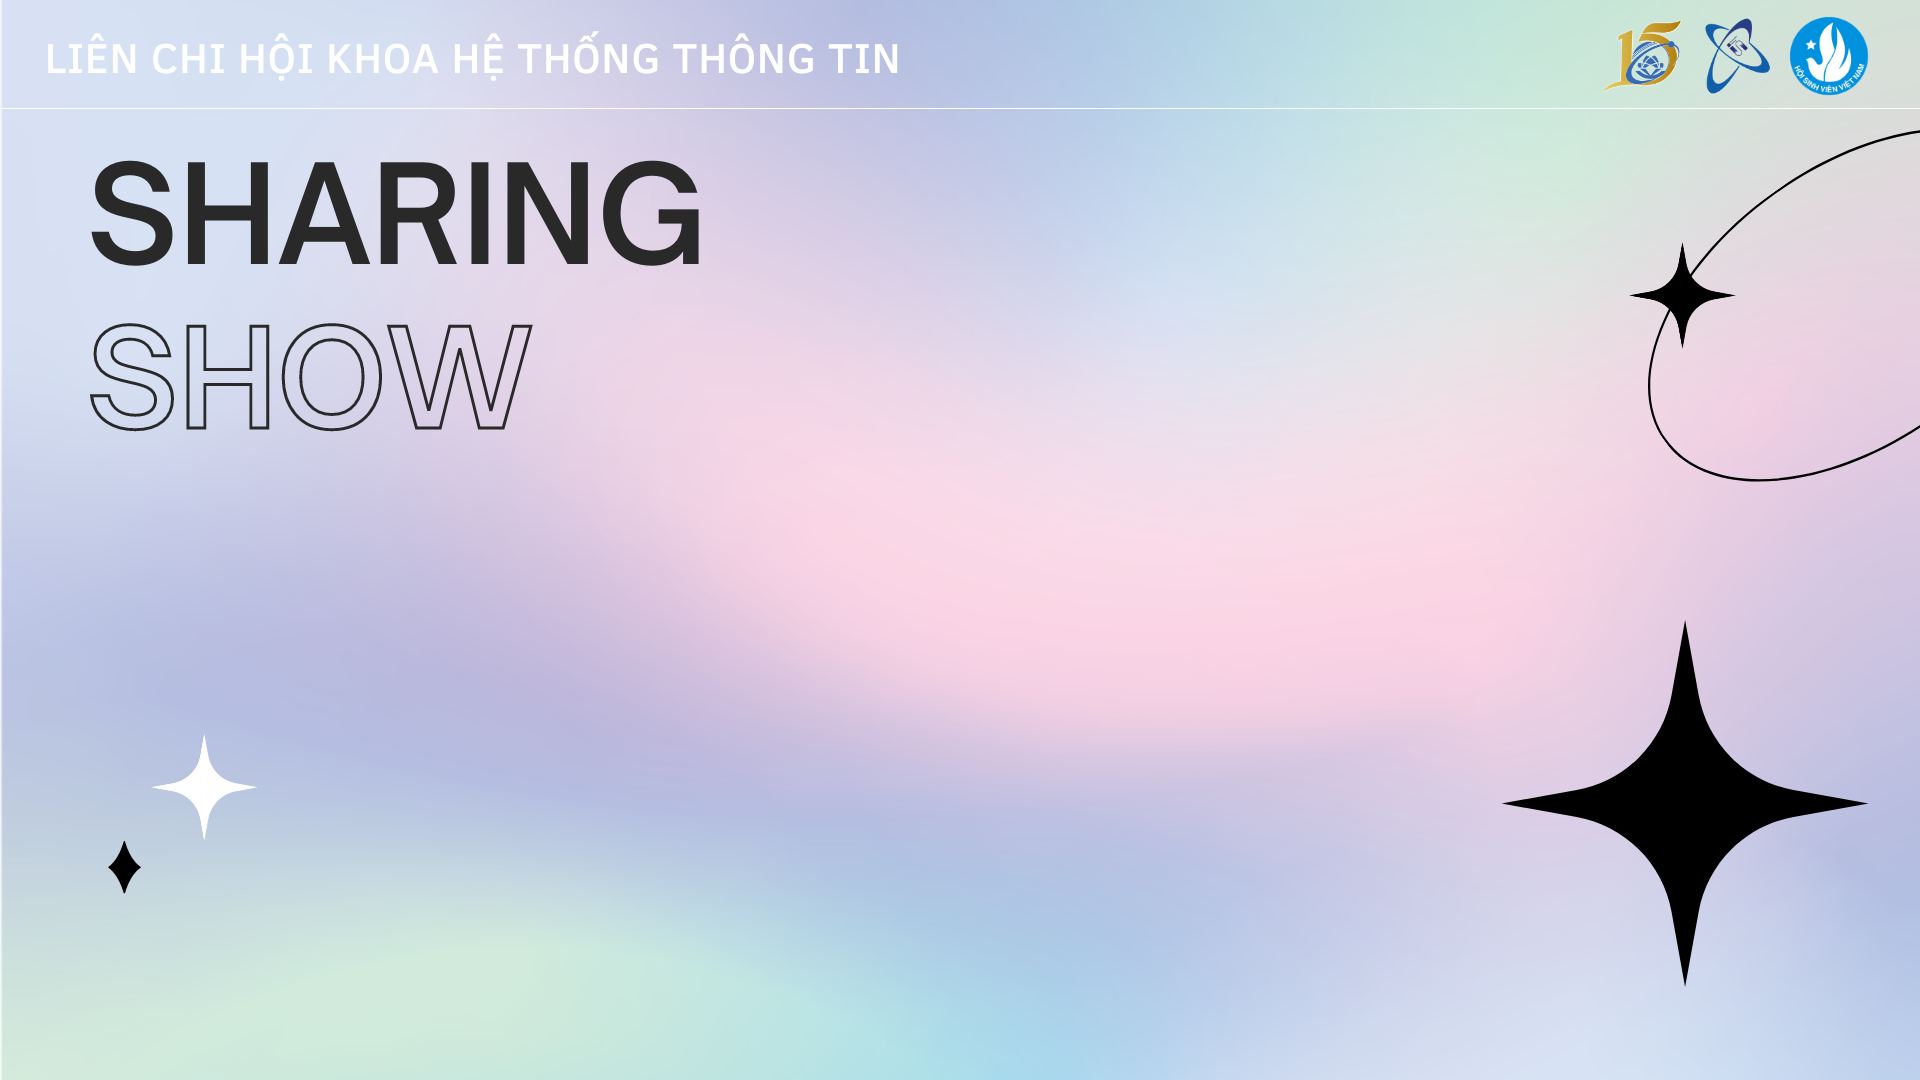 LIÊN CHI HỘI KHOA HỆ THỐNG THÔNG TIN
15
HỘI SINH VIÊN VIỆT NAM
SHARING
SHOW